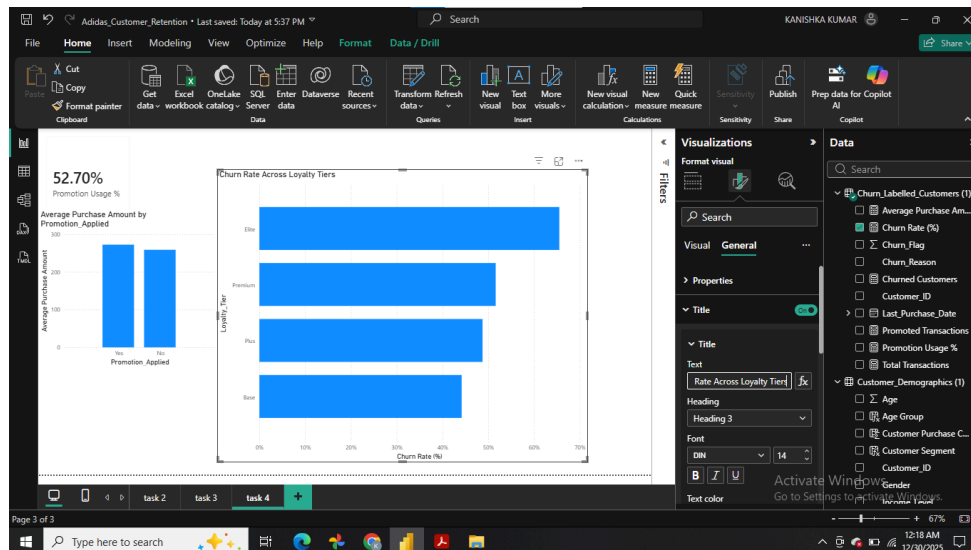 Adidas_Customer_Retention • Last saved: Today at 5:37 PM
Search
KANISHKA KUMAR
File Home Insert Modeling View Optimize Help Format Data / Drill
Share
Paste
Cut
Copy
Format painter
Clipboard
Get data
Excel workbook
OneLake catalog
SQL Server
Enter data
Dataverse
Recent sources
Data
Transform data
Refresh
Queries
New visual
Text box
More visuals
Insert
New visual calculation
New measure
Quick measure
Calculations
Sensitivity
Sensitivity
Publish
Share
Prep data for Copilot AI
Copilot
52.70%
Promotion Usage %
Average Purchase Amount by
Promotion_Applied
Average Purchase Amount
300
200
100
0
Yes No
Promotion_Applied
Churn Rate Across Loyalty Tiers
Loyalty_Tier
Elite
Premium
Plus
Base
0% 10% 20% 30% 40% 50% 60% 70%
Churn Rate (%)
Filters
Visualizations
Format visual
Search
Visual General
Properties
Title
On
Title
Text
Rate Across Loyalty Tiers
Heading
Heading 3
Font
DIN 14
B I U
Text color
Data
Search
Churn_Labelled_Customers (1)
Average Purchase Am...
Churn Rate (%)
Churn_Flag
Churn_Reason
Churned Customers
Customer_ID
Last_Purchase_Date
Promoted Transactions
Promotion Usage %
Total Transactions
Customer_Demographics (1)
Age
Age Group
Customer Purchase C...
Customer Segment
Customer_ID
Gender
Income Level
Activate Windows
Go to Settings to activate Windows.
task 2 task 3 task 4 +
Page 3 of 3
67%
Type here to search
12:18 AM
12/30/2025